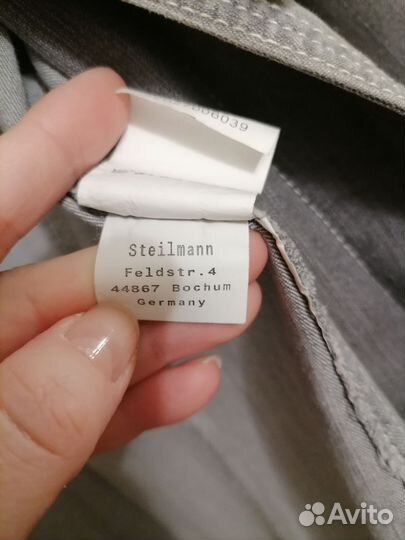 Steilmann
Feldstr.4
44867 Bochum
Germany
Avito